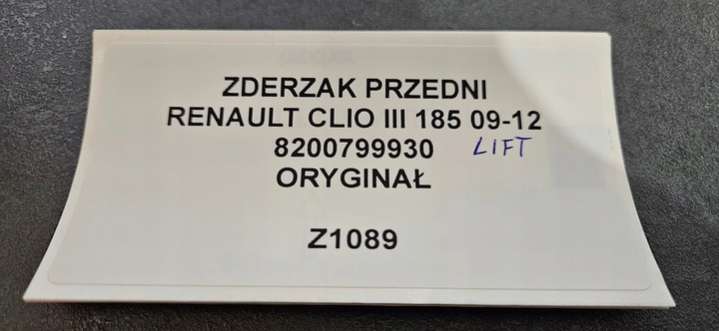 ZDERZAK PRZEDNI
RENAULT CLIO III 185 09-12
8200799930 LIFT
ORYGINAŁ
Z1089